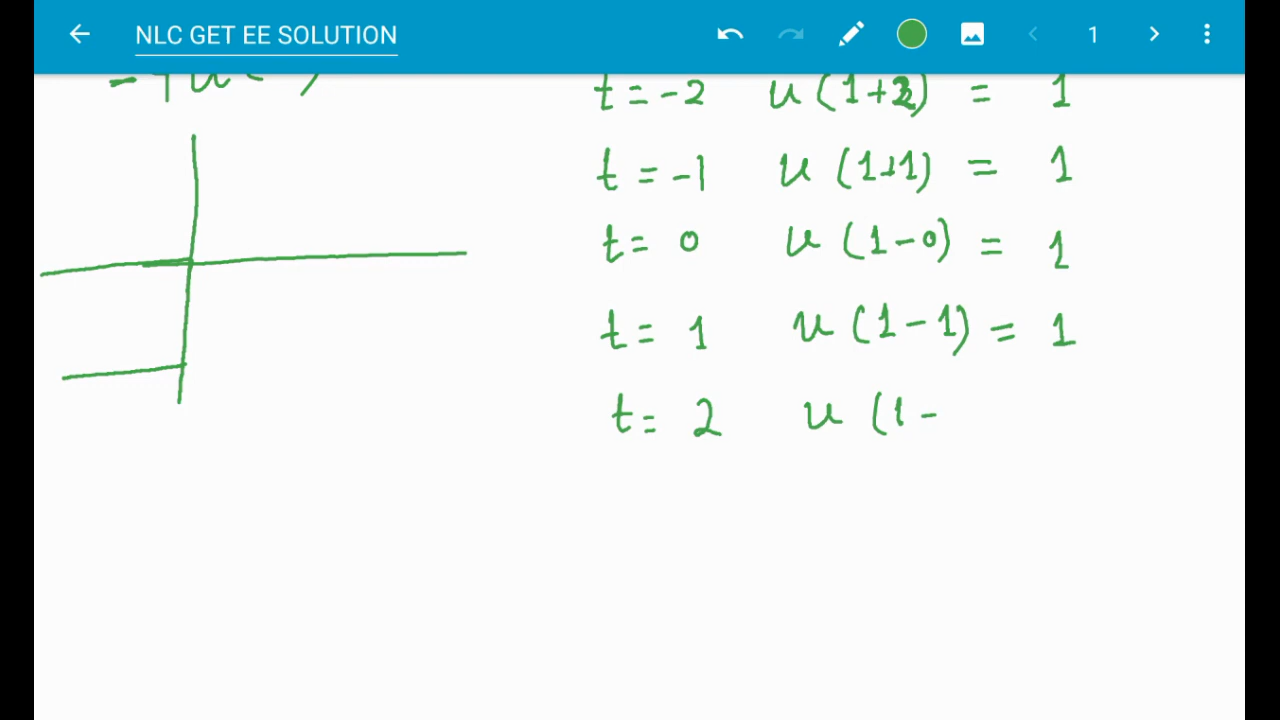 NLC GET EE SOLUTION
1
t = -2 u (1+2) = 1
t = -1 u (1+1) = 1
t = 0 u (1-0) = 1
t = 1 u (1-1) = 1
t = 2 u (1-